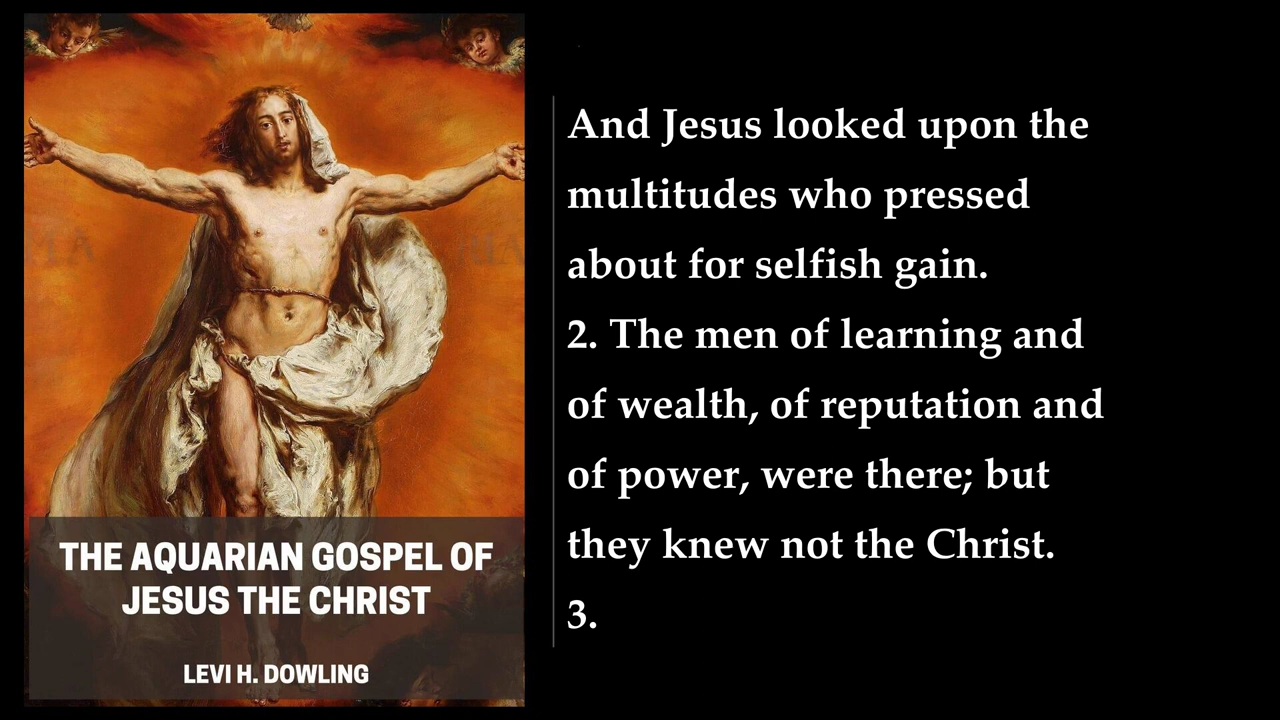 THE AQUARIAN GOSPEL OF
JESUS THE CHRIST
LEVI H. DOWLING
And Jesus looked upon the
multitudes who pressed
about for selfish gain.
2. The men of learning and
of wealth, of reputation and
of power, were there; but
they knew not the Christ.
3.